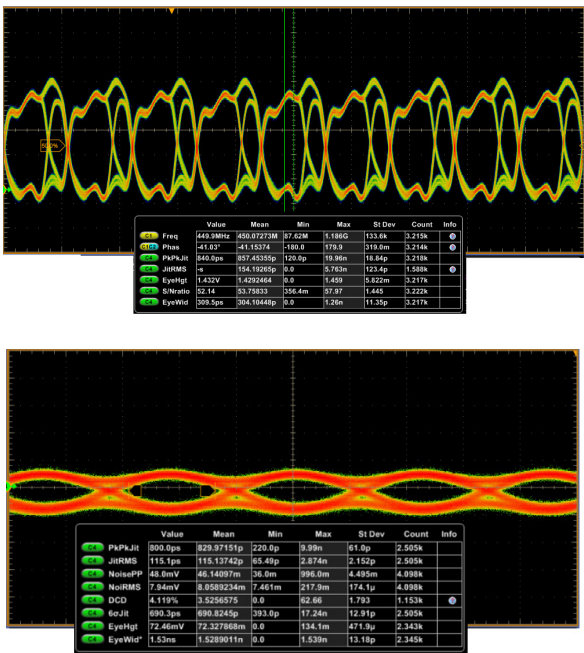 50.0%
Value Mean Min Max St Dev Count Info
C1 Freq 449.9MHz 450.07273M 87.62M 1.186G 133.6k 3.215k
C1C2 Phas -41.03° -41.15374 -180.0 179.9 319.0m 3.214k
C4 PkPkJit 840.0ps 857.45355p 120.0p 19.96n 18.84p 3.218k
C4 JitRMS -s 154.19265p 0.0 5.763n 123.4p 1.588k
C4 EyeHgt 1.432V 1.4292464 0.0 1.459 5.822m 3.217k
C4 S/Nratio 52.14 53.75833 356.4m 57.97 1.445 3.222k
C4 EyeWid 309.5ps 304.10448p 0.0 1.26n 11.35p 3.217k
Value Mean Min Max St Dev Count Info
C4 PkPkJit 800.0ps 829.97151p 220.0p 9.99n 61.0p 2.505k
C4 JitRMS 115.1ps 115.13742p 65.49p 2.874n 2.152p 2.505k
C4 NoisePP 48.0mV 46.14097m 36.0m 996.0m 4.495m 4.098k
C4 NoiRMS 7.94mV 8.0589234m 7.461m 217.9m 174.1µ 4.098k
C4 DCD 4.119% 3.5256575 0.0 62.66 1.793 1.153k
C4 6σJit 690.3ps 690.8245p 393.0p 17.24n 12.91p 2.505k
C4 EyeHgt 72.46mV 72.327868m 0.0 134.1m 471.9µ 2.343k
C4 EyeWid* 1.53ns 1.5289011n 0.0 1.539n 13.18p 2.345k